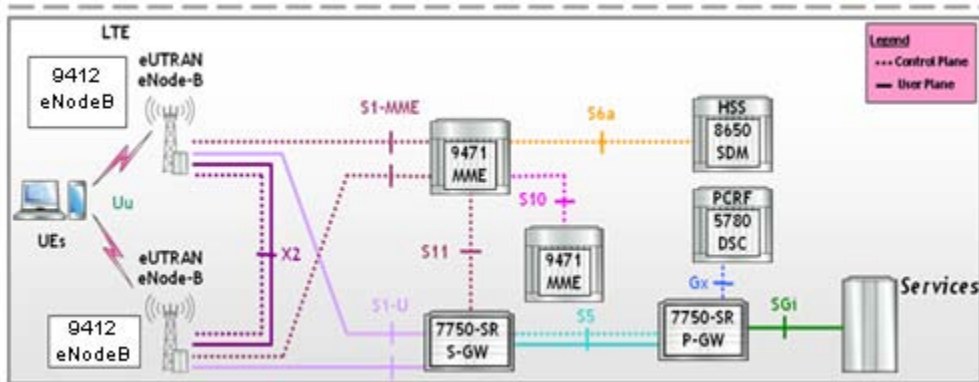 LTE
eUTRAN
eNode-B
9412
eNodeB
Legend
Control Plane
User Plane
S1-MME
S6a
HSS
8650
SDM
9471
MME
Uu
UEs
S10
PCRF
5780
DSC
eUTRAN
eNode-B
X2
S11
9471
MME
Gx
Services
SGi
9412
eNodeB
S1-U
7750-SR
S-GW
S5
7750-SR
P-GW